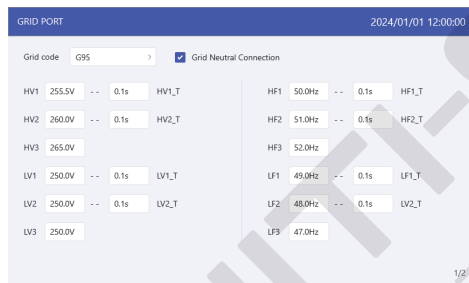 GRID PORT 2024/01/01 12:00:00
Grid code G95 > Grid Neutral Connection
HV1 255.5V -- 0.1s HV1_T HF1 50.0Hz -- 0.1s HF1_T
HV2 260.0V -- 0.1s HV2_T HF2 51.0Hz -- 0.1s HF2_T
HV3 265.0V HF3 52.0Hz
LV1 250.0V -- 0.1s LV1_T LF1 49.0Hz -- 0.1s LF1_T
LV2 250.0V -- 0.1s LV2_T LF2 48.0Hz -- 0.1s LV2_T
LV3 250.0V LF3 47.0Hz
1/2